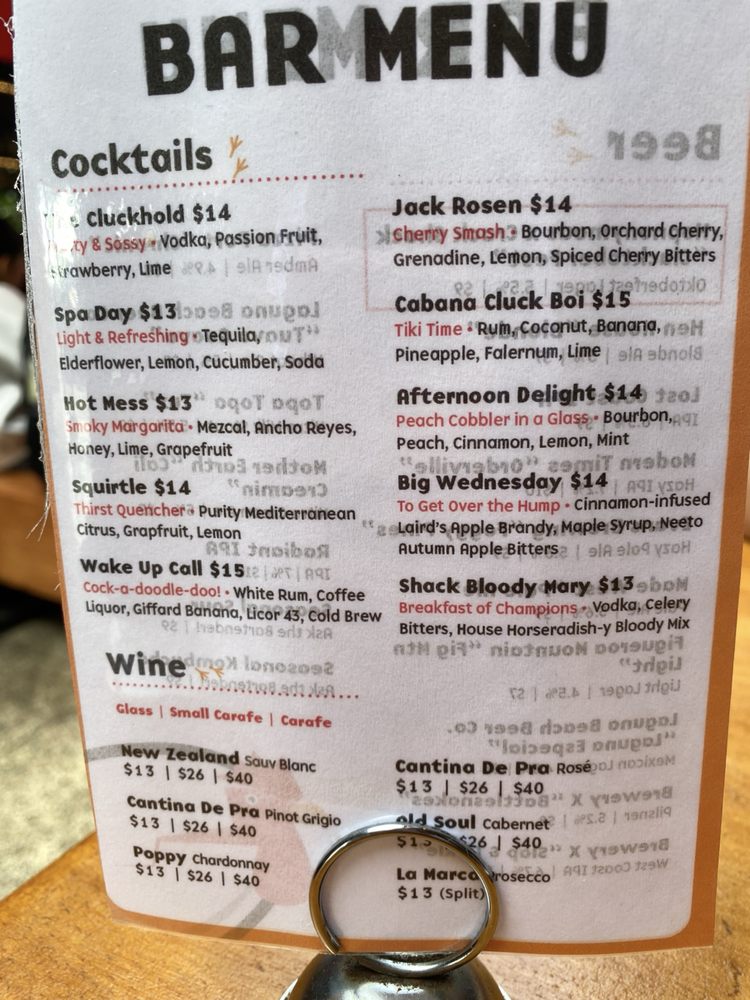 BAR MENU
Cocktails
Cluckhold $14
& Sassy • Vodka, Passion Fruit,
Strawberry, Lime
Spa Day $13
Light & Refreshing • Tequila,
Elderflower, Lemon, Cucumber, Soda
Hot Mess $13
Smoky Margarita • Mezcal, Ancho Reyes,
Honey, Lime, Grapefruit
Squirtle $14
Thirst Quencher • Purity Mediterranean
Citrus, Grapfruit, Lemon
Wake Up Call $15
Cock-a-doodle-doo! • White Rum, Coffee
Liquor, Giffard Banana, Licor 43, Cold Brew
Jack Rosen $14
Cherry Smash • Bourbon, Orchard Cherry,
Grenadine, Lemon, Spiced Cherry Bitters
Cabana Cluck Boi $15
Tiki Time • Rum, Coconut, Banana,
Pineapple, Falernum, Lime
Afternoon Delight $14
Peach Cobbler in a Glass • Bourbon,
Peach, Cinnamon, Lemon, Mint
Big Wednesday $14
To Get Over the Hump • Cinnamon-infused
Laird's Apple Brandy, Maple Syrup, Neeto
Autumn Apple Bitters
Shack Bloody Mary $13
Breakfast of Champions • Vodka, Celery
Bitters, House Horseradish-y Bloody Mix
Wine
Glass | Small Carafe | Carafe
New Zealand Sauv Blanc
$13 | $26 | $40
Cantina De Pra Pinot Grigio
$13 | $26 | $40
Poppy Chardonnay
$13 | $26 | $40
Cantina De Pra Rosé
$13 | $26 | $40
Old Soul Cabernet
$13 | $26 | $40
La Marca Prosecco
$13 (Split)